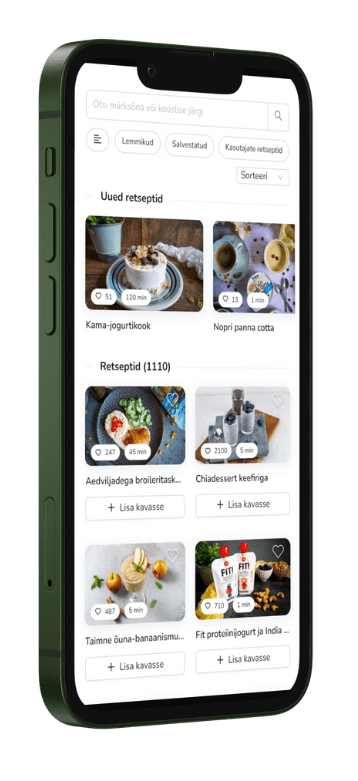 Otsi märksõna või koostise järgi
Lemmikud
Salvestatud
Kasutajate retseptid
Sorteeri
Uued retseptid
51
120 min
13
1 min
Kama-jogurtikook
Nopri panna cotta
Retseptid (1110)
247
45 min
2100
5 min
Aedviljadega broileritask...
Chiadessert keefiriga
+ Lisa kavasse
+ Lisa kavasse
FIT!
FIT!
487
5 min
710
1 min
Taimne õuna-banaanismu...
Fit proteiinijogurt ja India ...
+ Lisa kavasse
+ Lisa kavasse